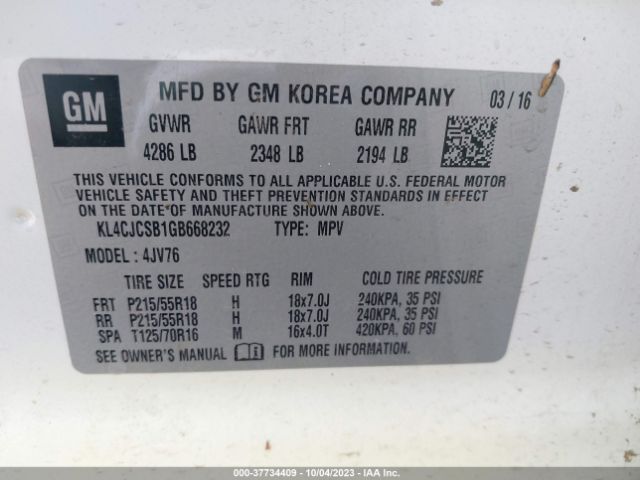 GM
MFD BY GM KOREA COMPANY 03 / 16
GVWR GAWR FRT GAWR RR
4286 LB 2348 LB 2194 LB
THIS VEHICLE CONFORMS TO ALL APPLICABLE U.S. FEDERAL MOTOR
VEHICLE SAFETY AND THEFT PREVENTION STANDARDS IN EFFECT
ON THE DATE OF MANUFACTURE SHOWN ABOVE.
KL4CJCSB1GB668232 TYPE: MPV
MODEL : 4JV76
TIRE SIZE SPEED RTG RIM COLD TIRE PRESSURE
FRT P215/55R18 H 18x7.0J 240KPA, 35 PSI
RR P215/55R18 H 18x7.0J 240KPA, 35 PSI
SPA T125/70R16 M 16x4.0T 420KPA, 60 PSI
SEE OWNER'S MANUAL FOR MORE INFORMATION.
000-37734409 - 10/04/2023 - IAA Inc.